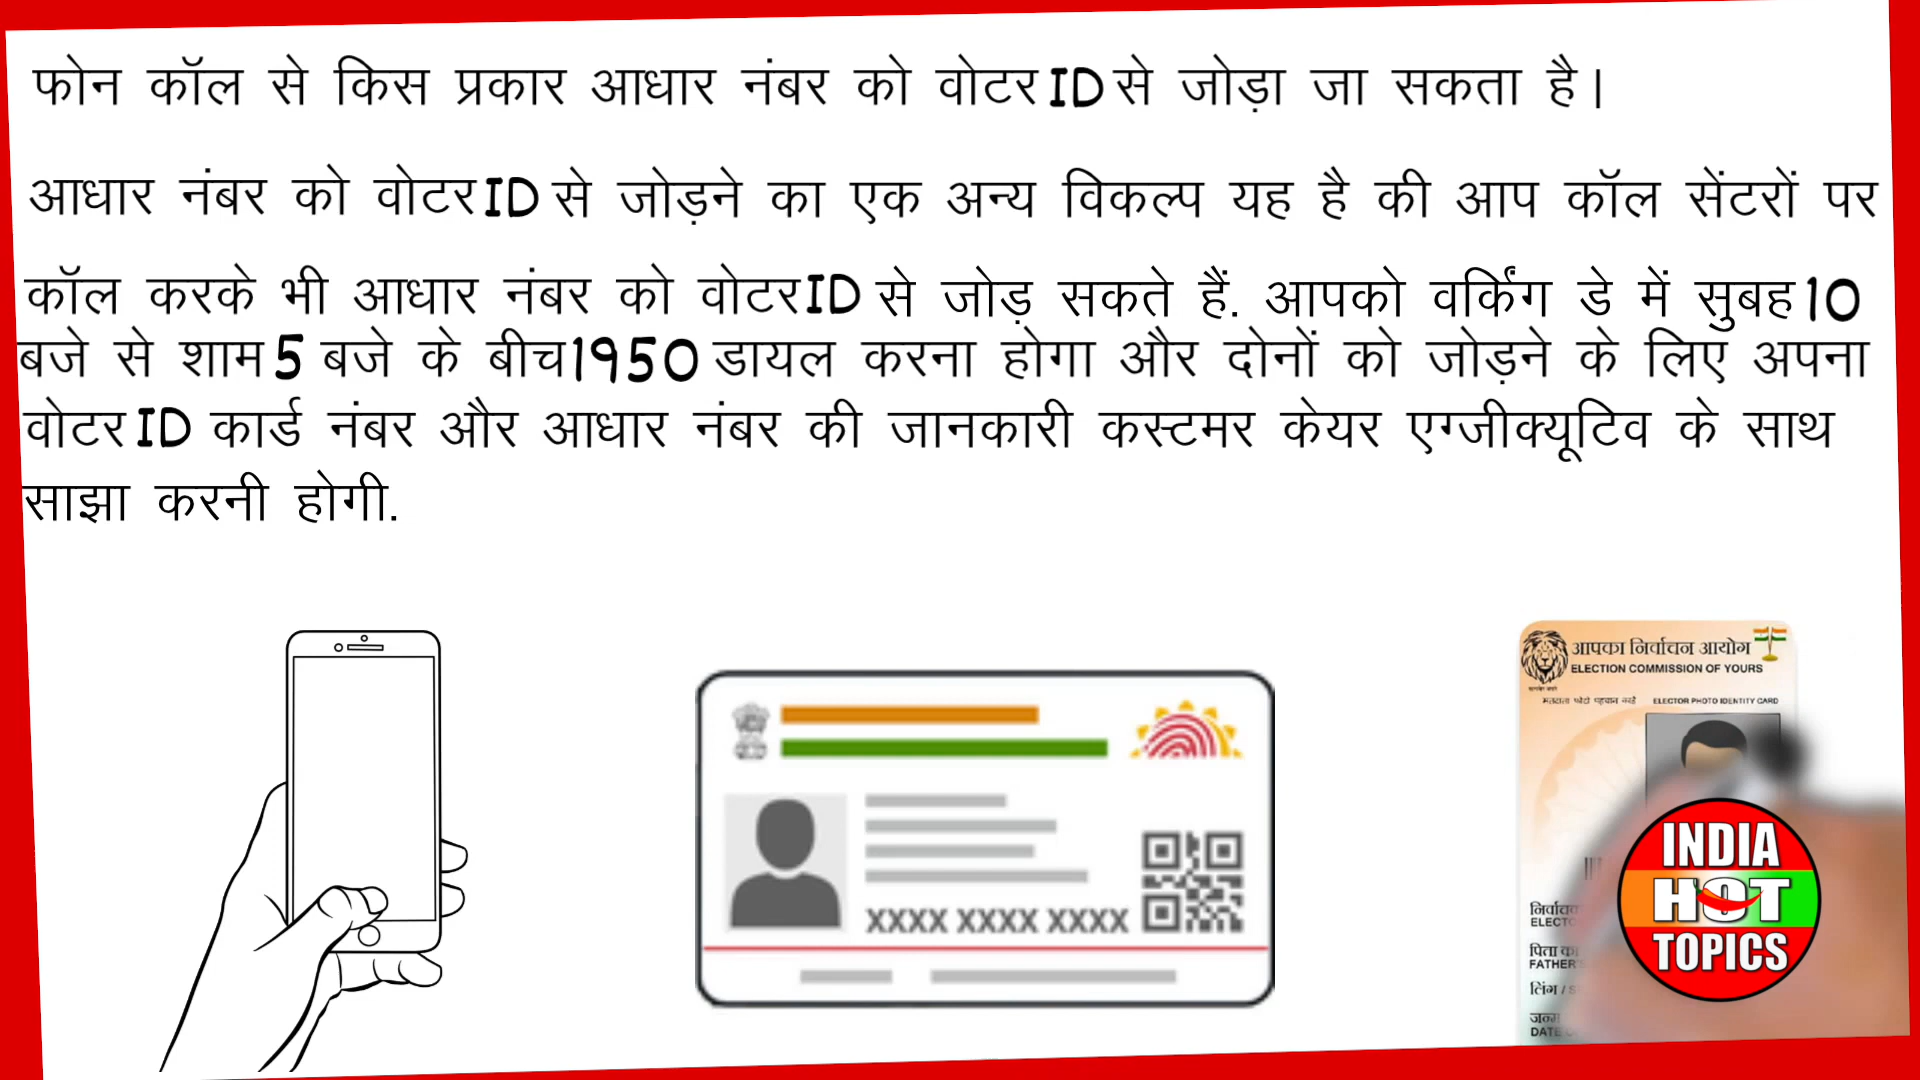 फोन कॉल से किस प्रकार आधार नंबर को वोटर ID से जोड़ा जा सकता है |
आधार नंबर को वोटर ID से जोड़ने का एक अन्य विकल्प यह है की आप कॉल सेंटरों पर
कॉल करके भी आधार नंबर को वोटर ID से जोड़ सकते हैं. आपको वर्किंग डे में सुबह 10
बजे से शाम 5 बजे के बीच 1950 डायल करना होगा और दोनों को जोड़ने के लिए अपना
वोटर ID कार्ड नंबर और आधार नंबर की जानकारी कस्टमर केयर एग्जीक्यूटिव के साथ
साझा करनी होगी.
आपका निर्वाचन आयोग
ELECTION COMMISSION OF YOURS
ELECTOR PHOTO IDENTITY CARD
XXXX XXXX XXXX
पिता का
FATHER'S
लिंग /
जन्म
DATE
INDIA
HOT
TOPICS